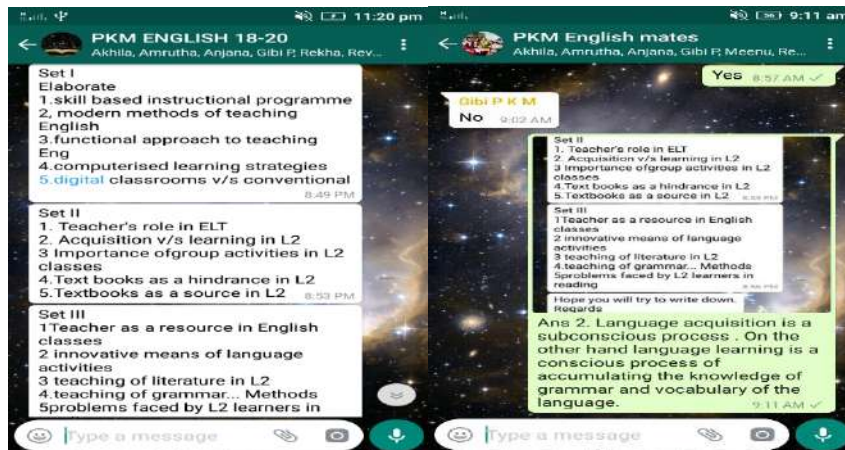 11:20 pm
PKM ENGLISH 18-20
Akhila, Amrutha, Anjana, Gibi P, Rekha, Rev...
Set I
Elaborate
1.skill based instructional programme
2, modern methods of teaching
English
3.functional approach to teaching
Eng
4.computerised learning strategies
5.digital classrooms v/s conventional
8:49 PM
Set II
1. Teacher's role in ELT
2. Acquisition v/s learning in L2
3 Importance ofgroup activities in L2
classes
4.Text books as a hindrance in L2
5.Textbooks as a source in L2 8:53 PM
Set III
1Teacher as a resource in English
classes
2 innovative means of language
activities
3 teaching of literature in L2
4.teaching of grammar... Methods
5problems faced by L2 learners in
Type a message
9:11 am
PKM English mates
Akhila, Amrutha, Anjana, Gibi P, Meenu, Re...
Yes 8:57 AM
Gibi P K M
No 9:02 AM
Set II
1. Teacher's role in ELT
2. Acquisition v/s learning in L2
3 Importance ofgroup activities in L2
classes
4.Text books as a hindrance in L2
5.Textbooks as a source in L2 8:53 PM
Set III
1Teacher as a resource in English
classes
2 innovative means of language
activities
3 teaching of literature in L2
4.teaching of grammar... Methods
5problems faced by L2 learners in
reading
Hope you will try to write down.
Regards
Ans 2. Language acquisition is a
subconscious process . On the
other hand language learning is a
conscious process of
accumulating the knowledge of
grammar and vocabulary of the
language. 9:11 AM
Type a message